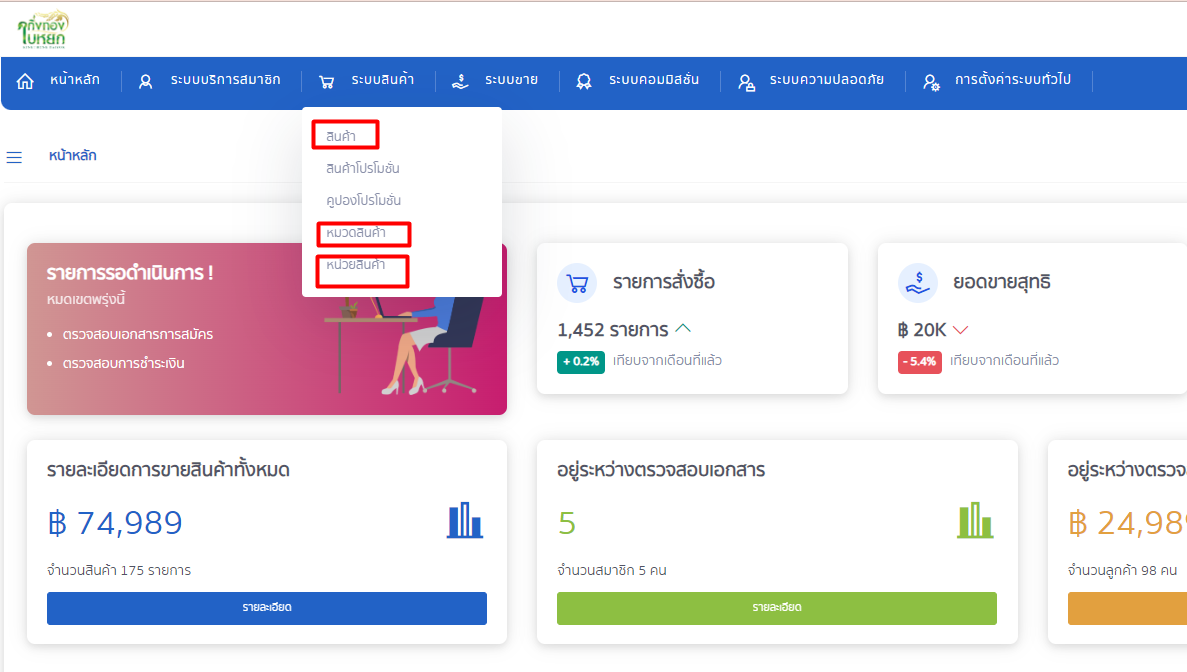 กิ่งทอง
ใบหยก
หน้าหลัก
ระบบบริการสมาชิก
ระบบสินค้า
ระบบขาย
ระบบคอมมิสชั่น
ระบบความปลอดภัย
การตั้งค่าระบบทั่วไป
สินค้า
สินค้าโปรโมชั่น
คูปองโปรโมชั่น
หมวดสินค้า
หน่วยสินค้า
หน้าหลัก
รายการรอดำเนินการ !
หมดเขตพรุ่งนี้
ตรวจสอบเอกสารการสมัคร
ตรวจสอบการชำระเงิน
รายการสั่งซื้อ
1,452 รายการ
+ 0.2% เทียบจากเดือนที่แล้ว
ยอดขายสุทธิ
฿ 20K
- 5.4% เทียบจากเดือนที่แล้ว
รายละเอียดการขายสินค้าทั้งหมด
฿ 74,989
จำนวนสินค้า 175 รายการ
รายละเอียด
อยู่ระหว่างตรวจสอบเอกสาร
5
จำนวนสมาชิก 5 คน
รายละเอียด
อยู่ระหว่างตรวจส
฿ 24,989
จำนวนลูกค้า 98 คน